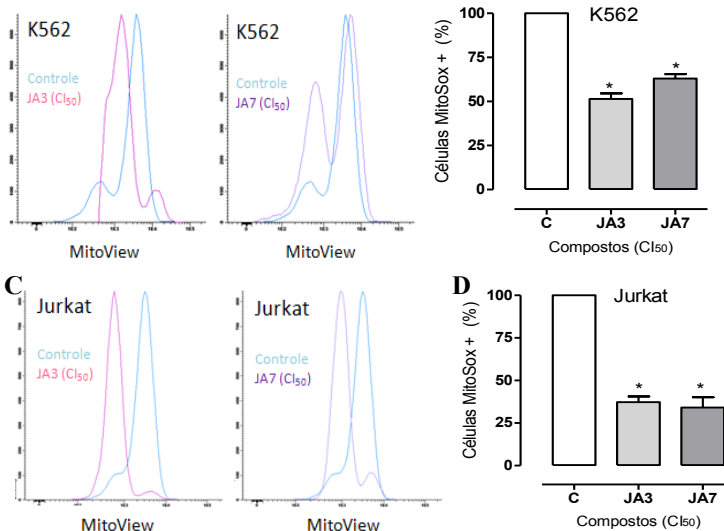 K562
Controle
JA3 (CI50)
MitoView
K562
Controle
JA7 (CI50)
MitoView
Células MitoSox + (%)
K562
100
75
50
25
0
*
*
C JA3 JA7
Compostos (CI50)
C
Jurkat
Controle
JA3 (CI50)
MitoView
Jurkat
Controle
JA7 (CI50)
MitoView
D
Células MitoSox + (%)
Jurkat
100
75
50
25
0
*
*
C JA3 JA7
Compostos (CI50)